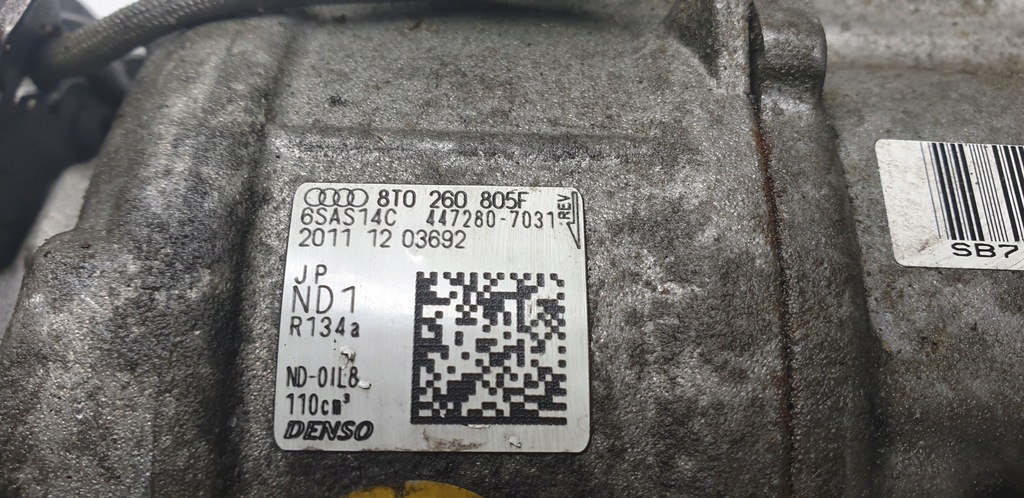 8T0 260 805F
6SAS14C 447280-7031
REV
2011 12 03692
JP
ND1
R134a
ND-OIL8
110cm³
DENSO
SB7